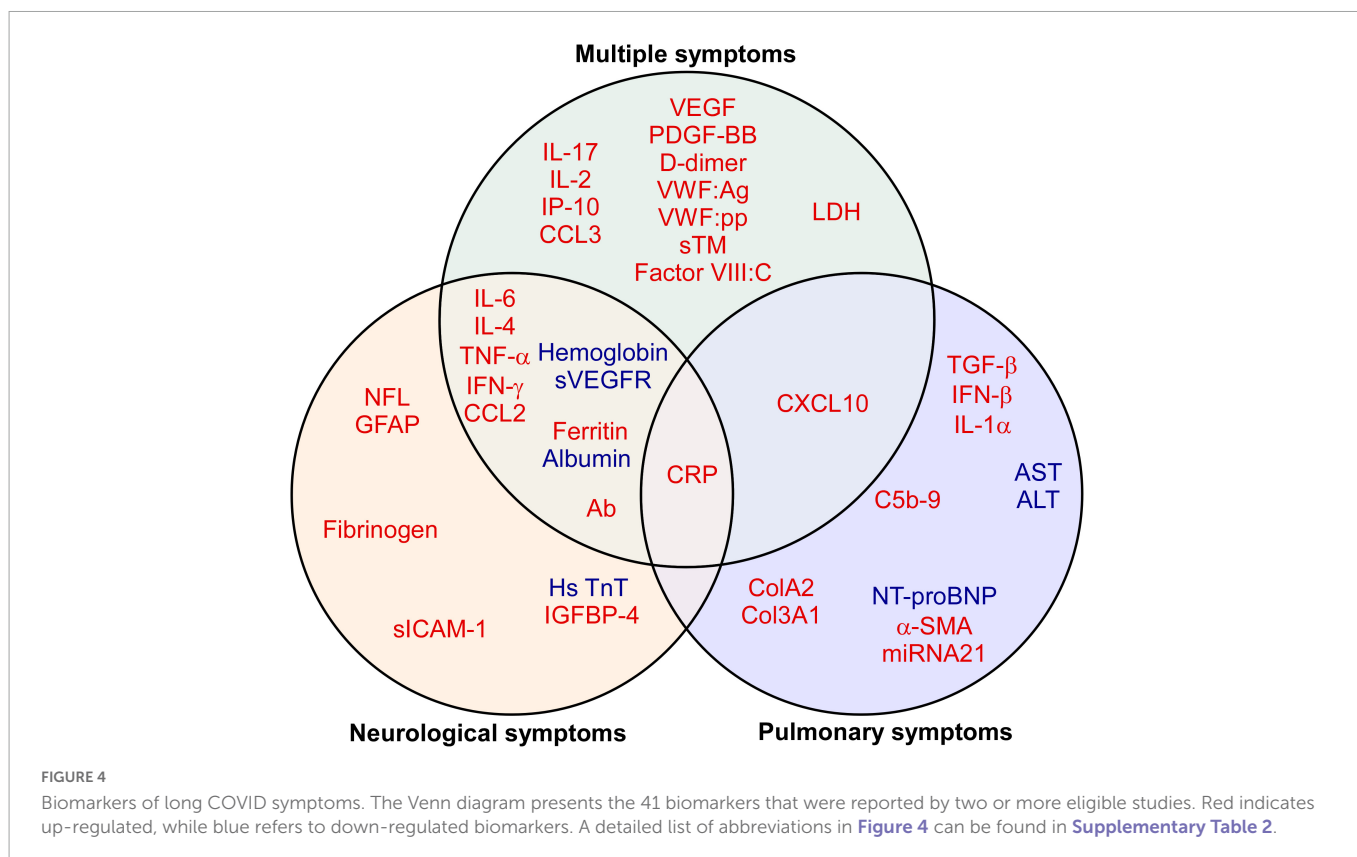 Multiple symptoms
VEGF
PDGF-BB
D-dimer
VWF:Ag
VWF:pp
sTM
Factor VIII:C
IL-17
IL-2
IP-10
CCL3
LDH
IL-6
IL-4
TNF-α
IFN-γ
CCL2
Hemoglobin
sVEGFR
Ferritin
Albumin
Ab
CRP
CXCL10
NFL
GFAP
Fibrinogen
sICAM-1
Hs TnT
IGFBP-4
TGF-β
IFN-β
IL-1α
AST
ALT
C5b-9
ColA2
Col3A1
NT-proBNP
α-SMA
miRNA21
Neurological symptoms
Pulmonary symptoms
FIGURE 4
Biomarkers of long COVID symptoms. The Venn diagram presents the 41 biomarkers that were reported by two or more eligible studies. Red indicates
up-regulated, while blue refers to down-regulated biomarkers. A detailed list of abbreviations in Figure 4 can be found in Supplementary Table 2.